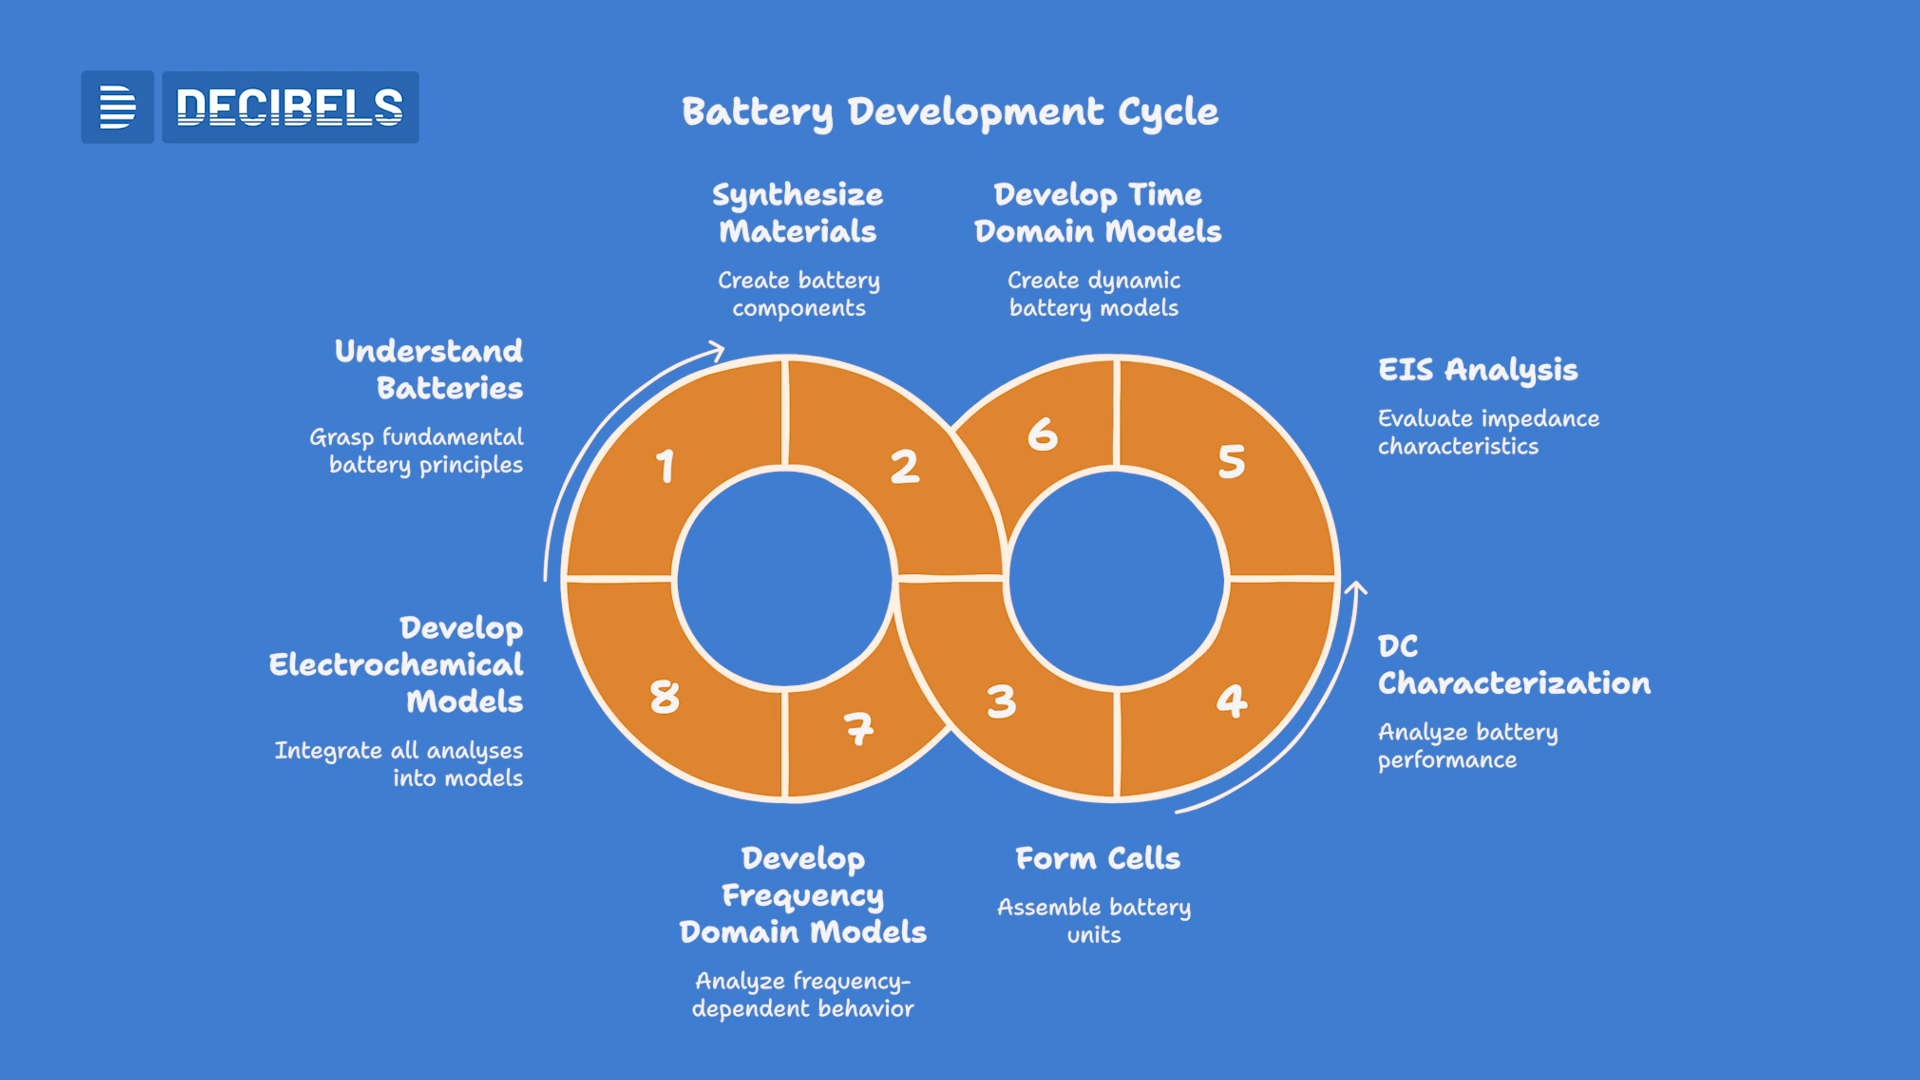 DECIBELS
Battery Development Cycle
Synthesize
Materials
Create battery
components
Develop Time
Domain Models
Create dynamic
battery models
Understand
Batteries
Grasp fundamental
battery principles
EIS Analysis
Evaluate impedance
characteristics
1
2
6
5
Develop
Electrochemical
Models
Integrate all analyses
into models
8
7
3
4
DC
Characterization
Analyze battery
performance
Develop
Frequency
Domain Models
Analyze frequency-
dependent behavior
Form Cells
Assemble battery
units